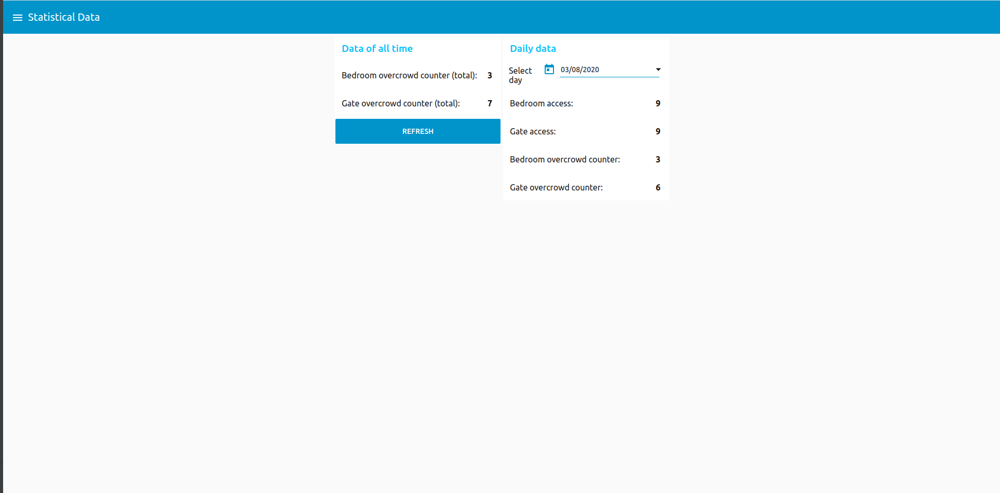 Statistical Data
Data of all time
Bedroom overcrowd counter (total): 3
Gate overcrowd counter (total): 7
REFRESH
Daily data
Select
day
03/08/2020
Bedroom access: 9
Gate access: 9
Bedroom overcrowd counter: 3
Gate overcrowd counter: 6